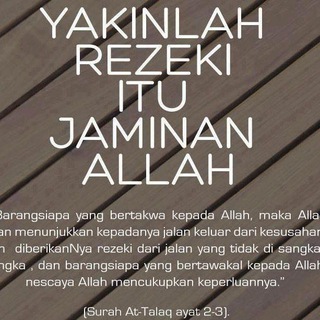 YAKINLAH
REZEKI
ITU
JAMINAN
ALLAH
Barangsiapa yang bertakwa kepada Allah, maka Alla
an menunjukkan kepadanya jalan keluar dari kesusahan
diberikanNya rezeki dari jalan yang tidak di sangka
ngka , dan barangsiapa yang bertawakal kepada Allah
nescaya Allah mencukupkan keperluannya."
(Surah At-Talaq ayat 2-3).